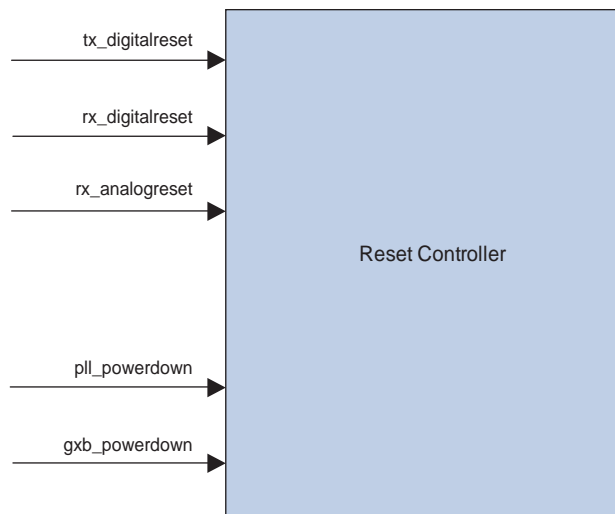 tx_digitalreset
rx_digitalreset
rx_analogreset
Reset Controller
pll_powerdown
gxb_powerdown